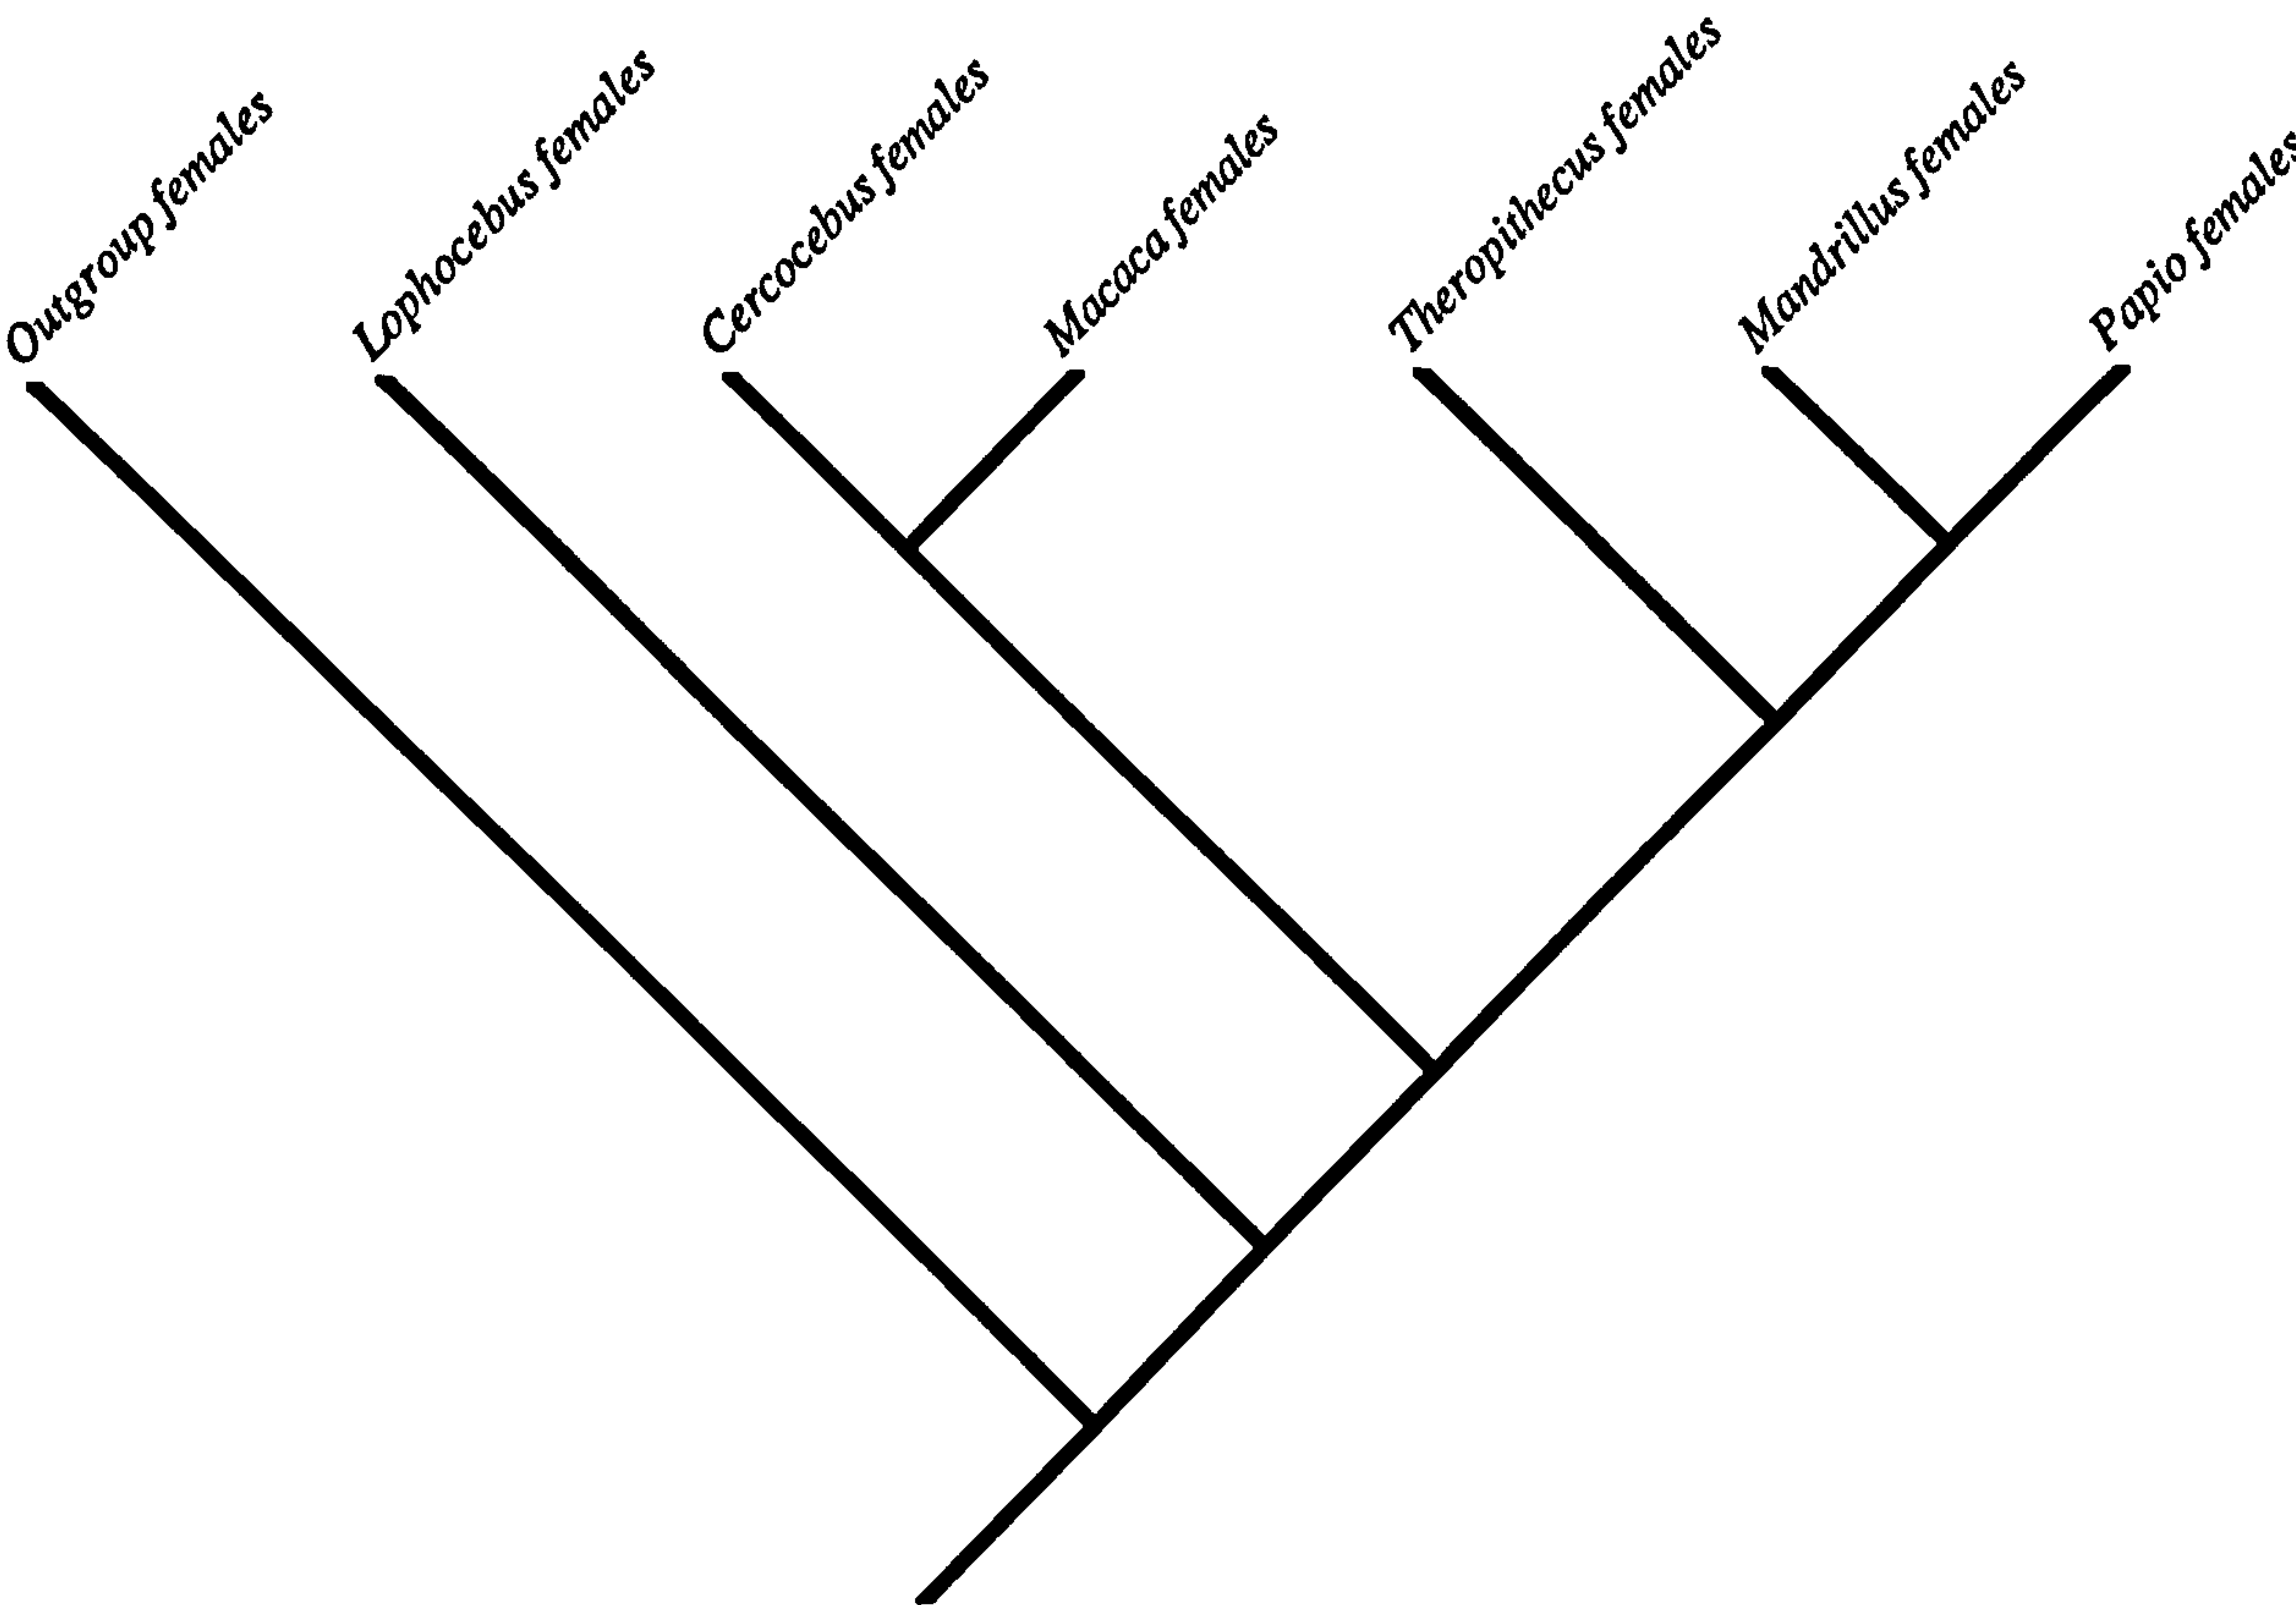 Outgroup females
Lophocebus females
Cercocebus females
Macaca females
Theropithecus females
Mandrillus females
Papio females